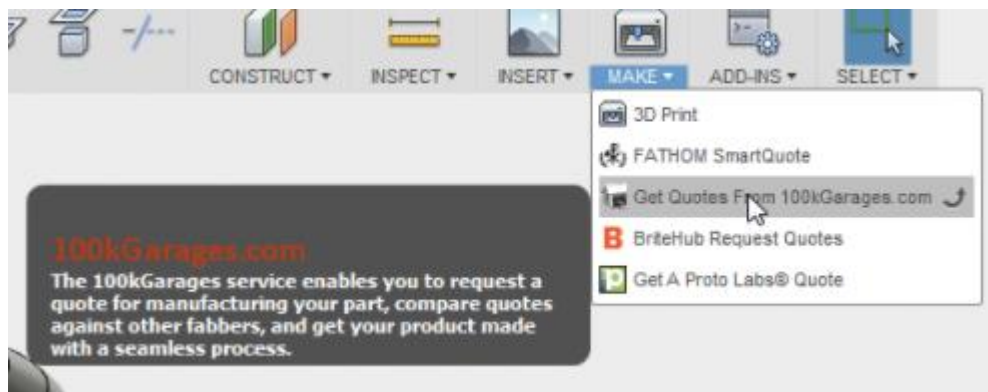 CONSTRUCT ▾ INSPECT ▾ INSERT ▾ MAKE ▾ ADD-INS ▾ SELECT ▾
3D Print
FATHOM SmartQuote
Get Quotes From 100kGarages.com
BriteHub Request Quotes
Get A Proto Labs® Quote
100kGarages.com
The 100kGarages service enables you to request a
quote for manufacturing your part, compare quotes
against other fabbers, and get your product made
with a seamless process.